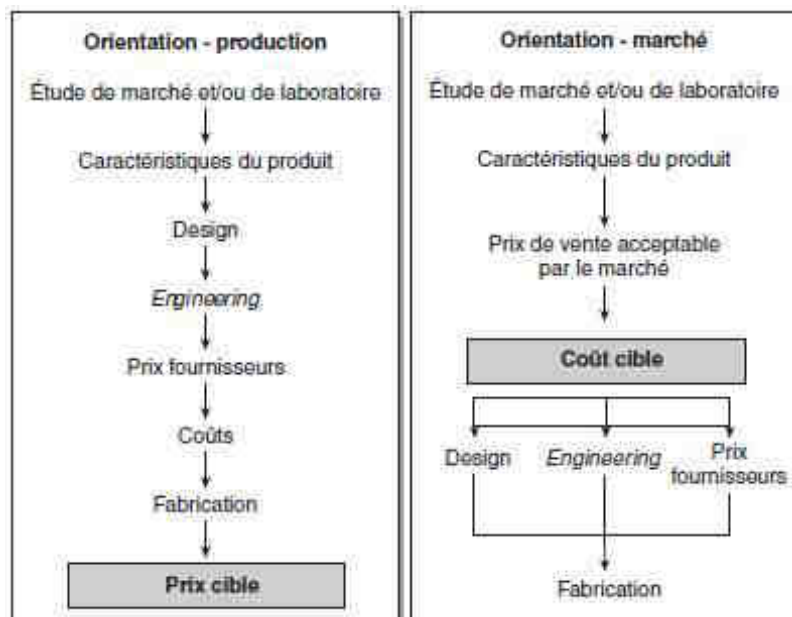 Orientation - production
Étude de marché et/ou de laboratoire
Caractéristiques du produit
Design
Engineering
Prix fournisseurs
Coûts
Fabrication
Prix cible
Orientation - marché
Étude de marché et/ou de laboratoire
Caractéristiques du produit
Prix de vente acceptable
par le marché
Coût cible
Design
Engineering
Prix
fournisseurs
Fabrication